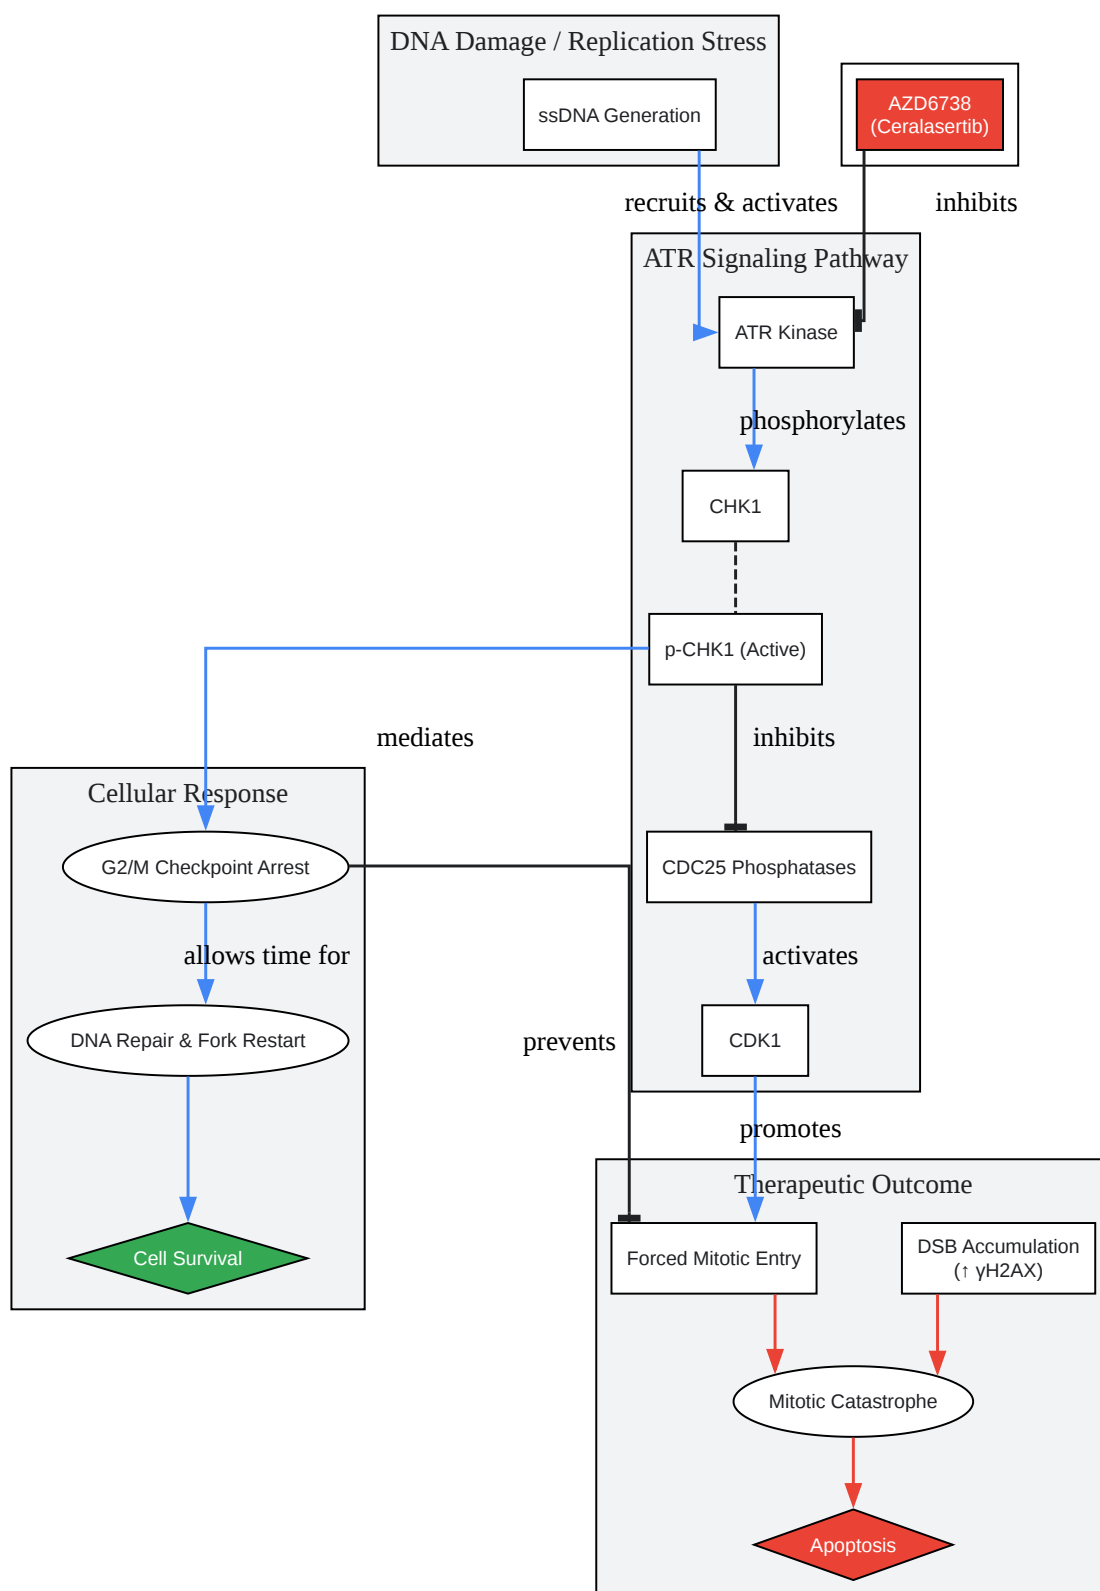 DNA Damage / Replication Stress
ssDNA Generation
AZD6738
(Ceralasertib)
recruits & activates
inhibits
ATR Signaling Pathway
ATR Kinase
phosphorylates
CHK1
p-CHK1 (Active)
mediates
inhibits
Cellular Response
G2/M Checkpoint Arrest
CDC25 Phosphatases
allows time for
activates
DNA Repair & Fork Restart
prevents
CDK1
promotes
Therapeutic Outcome
Cell Survival
Forced Mitotic Entry
DSB Accumulation
(↑ γH2AX)
Mitotic Catastrophe
Apoptosis